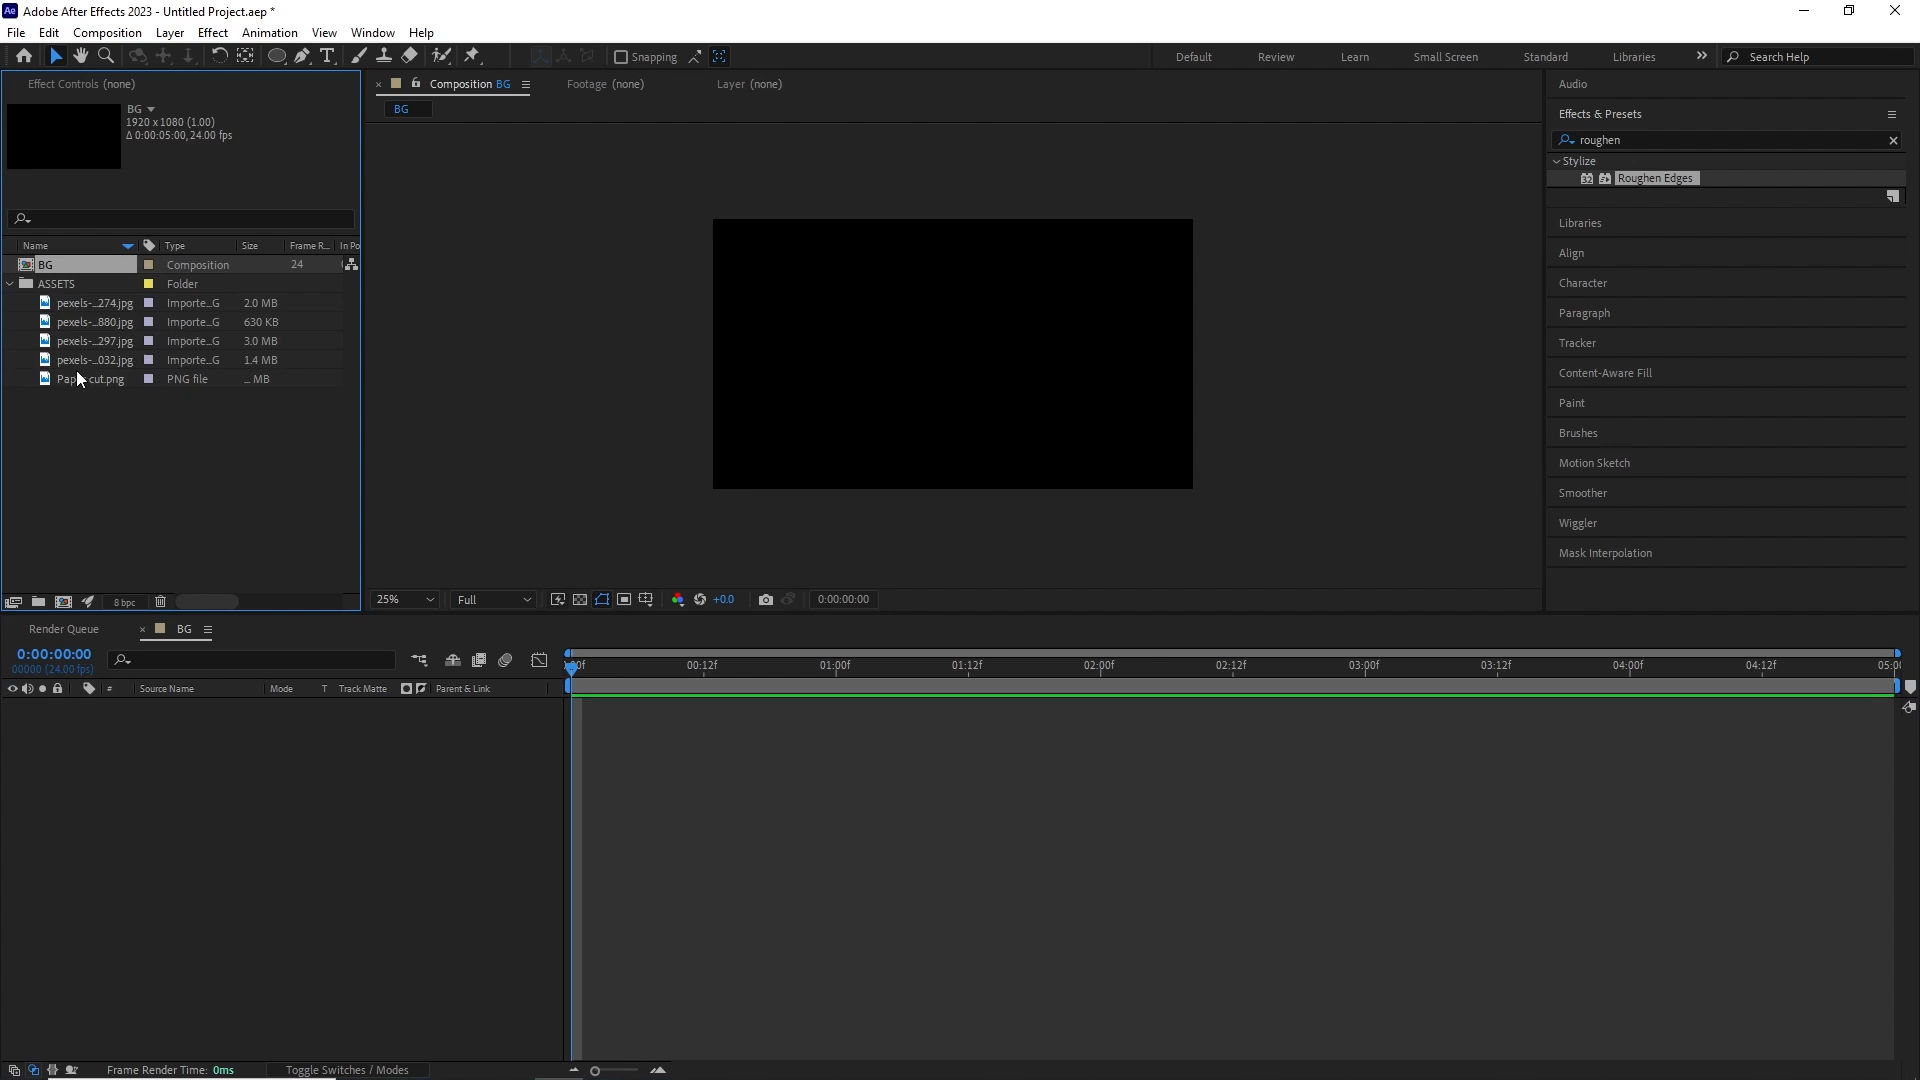 Adobe After Effects 2023 - Untitled Project.aep *
File Edit Composition Layer Effect Animation View Window Help
Snapping
Default Review Learn Small Screen Standard Libraries
Search Help
Effect Controls (none)
BG
1920 x 1080 (1.00)
Δ 0:00:05:00, 24.00 fps
Name Type Size Frame R... In Po
BG Composition 24
ASSETS Folder
pexels-...274.jpg Importe...G 2.0 MB
pexels-...880.jpg Importe...G 630 KB
pexels-...297.jpg Importe...G 3.0 MB
pexels-...032.jpg Importe...G 1.4 MB
cut.png PNG file ... MB
8 bpc
Composition BG
Footage (none)
Layer (none)
BG
25% Full +0.0 0:00:00:00
Audio
Effects & Presets
roughen
Stylize
32 Roughen Edges
Libraries
Align
Character
Paragraph
Tracker
Content-Aware Fill
Paint
Brushes
Motion Sketch
Smoother
Wiggler
Mask Interpolation
Render Queue BG
0:00:00:00
00000 (24.00 fps)
# Source Name Mode T Track Matte Parent & Link
00:12f 01:00f 01:12f 02:00f 02:12f 03:00f 03:12f 04:00f 04:12f
Frame Render Time: 0ms
Toggle Switches / Modes